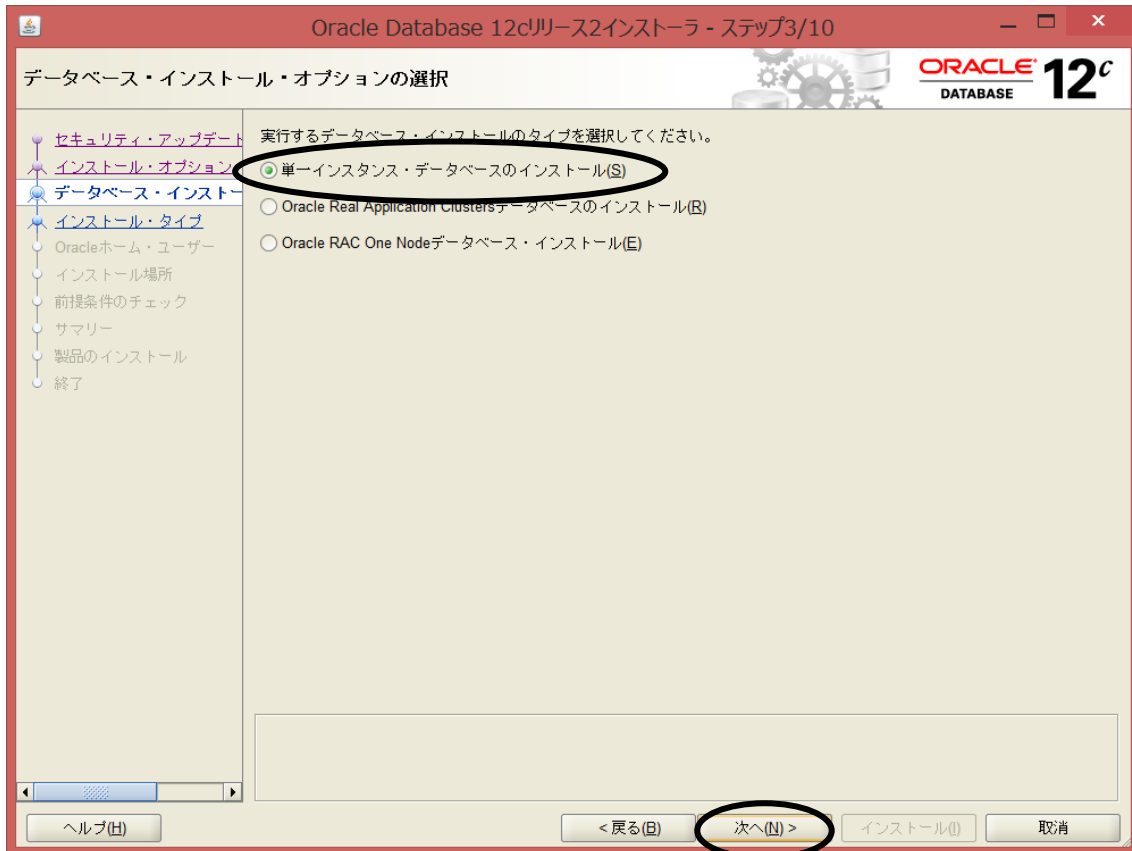 Oracle Database 12cリリース2インストーラ - ステップ3/10
データベース・インストール・オプションの選択
ORACLE
DATABASE
12c
セキュリティ・アップデート
インストール・オプション
データベース・インストー
インストール・タイプ
Oracleホーム・ユーザー
インストール場所
前提条件のチェック
サマリー
製品のインストール
終了
実行するデータベース・インストールのタイプを選択してください。
単一インスタンス・データベースのインストール(S)
Oracle Real Application Clustersデータベースのインストール(R)
Oracle RAC One Nodeデータベース・インストール(E)
ヘルプ(H)
< 戻る(B)
次へ(N) >
インストール(I)
取消